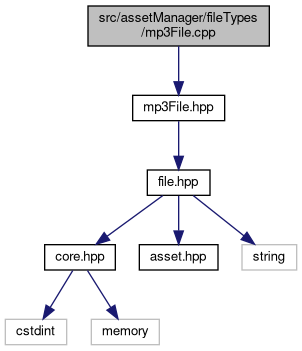 src/assetManager/fileTypes
/mp3File.cpp
mp3File.hpp
file.hpp
core.hpp
asset.hpp
string
cstdint
memory